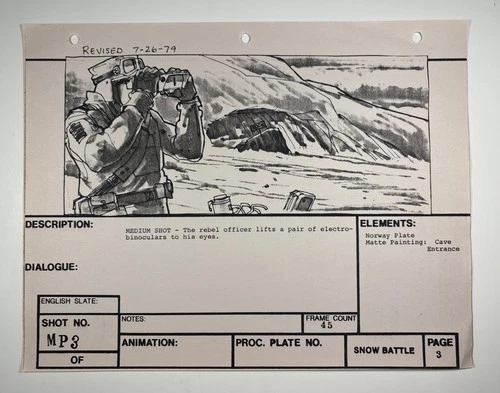 REVISED 7-26-79
DESCRIPTION:
MEDIUM SHOT - The rebel officer lifts a pair of electro-
binoculars to his eyes.
ELEMENTS:
Norway Plate
Matte Painting: Cave
Entrance
DIALOGUE:
ENGLISH SLATE:
SHOT NO.
MP3
OF
NOTES:
FRAME COUNT
45
ANIMATION:
PROC. PLATE NO.
SNOW BATTLE
PAGE
3